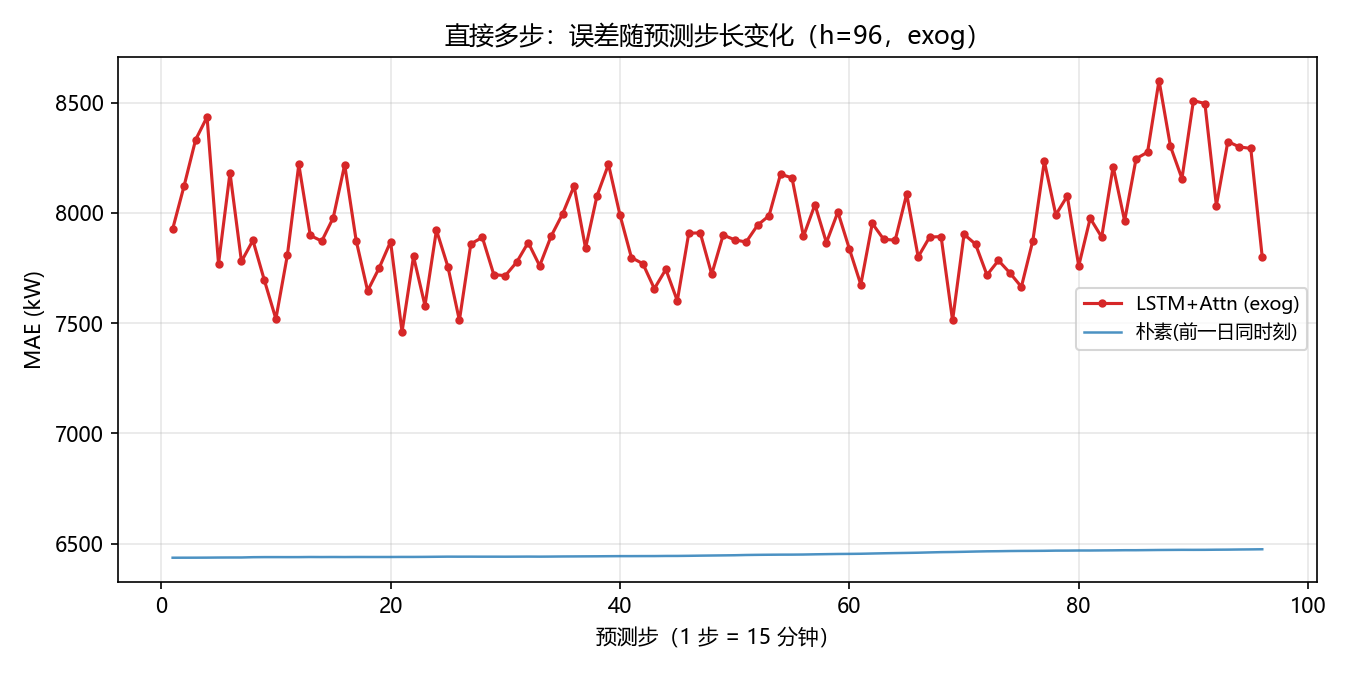 直接多步：误差随预测步长变化（h=96，exog）
8500
8000
7500
7000
6500
MAE (kW)
LSTM+Attn (exog)
朴素(前一日同时刻)
0
20
40
60
80
100
预测步（1 步 = 15 分钟）